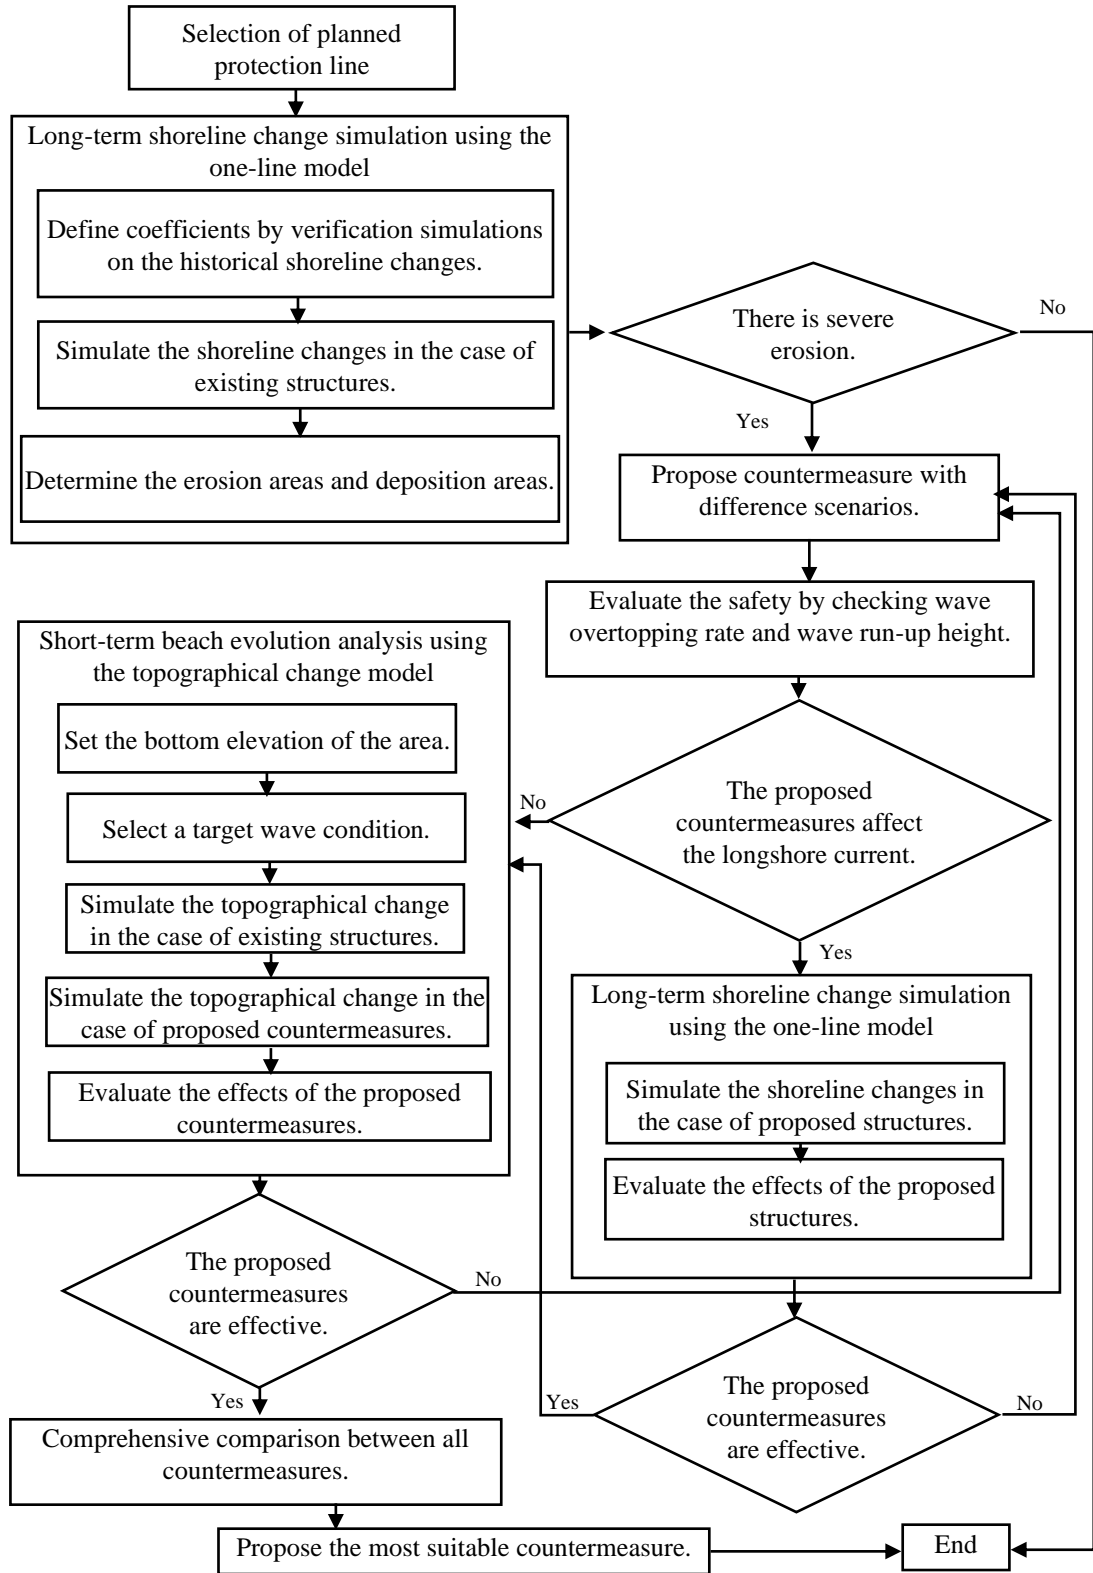 Selection of planned
protection line
Long-term shoreline change simulation using the
one-line model
Define coefficients by verification simulations
on the historical shoreline changes.
Simulate the shoreline changes in the case of
existing structures.
Determine the erosion areas and deposition areas.
There is severe
erosion.
No
Yes
Propose countermeasure with
difference scenarios.
Evaluate the safety by checking wave
overtopping rate and wave run-up height.
The proposed
countermeasures affect
the longshore current.
No
Yes
Short-term beach evolution analysis using
the topographical change model
Set the bottom elevation of the area.
Select a target wave condition.
Simulate the topographical change
in the case of existing structures.
Simulate the topographical change in the
case of proposed countermeasures.
Evaluate the effects of the proposed
countermeasures.
Long-term shoreline change simulation
using the one-line model
Simulate the shoreline changes in
the case of proposed structures.
Evaluate the effects of the proposed
structures.
The proposed
countermeasures
are effective.
No
Yes
The proposed
countermeasures
are effective.
Yes
No
Comprehensive comparison between all
countermeasures.
Propose the most suitable countermeasure.
End